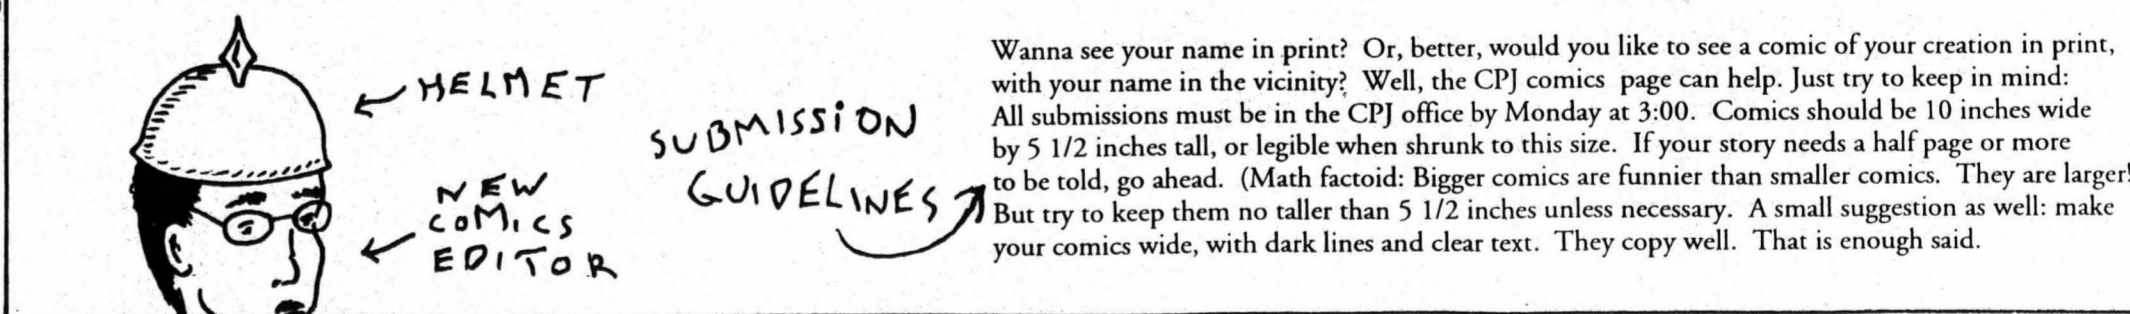 HELMET
NEW
COMICS
EDITOR
SUBMISSION
GUIDELINES
Wanna see your name in print?  Or, better, would you like to see a comic of your creation in print,
with your name in the vicinity?  Well, the CPJ comics  page can help. Just try to keep in mind:
All submissions must be in the CPJ office by Monday at 3:00.  Comics should be 10 inches wide
by 5 1/2 inches tall, or legible when shrunk to this size.  If your story needs a half page or more
to be told, go ahead.  (Math factoid: Bigger comics are funnier than smaller comics.  They are larger!
But try to keep them no taller than 5 1/2 inches unless necessary.  A small suggestion as well: make
your comics wide, with dark lines and clear text.  They copy well.  That is enough said.